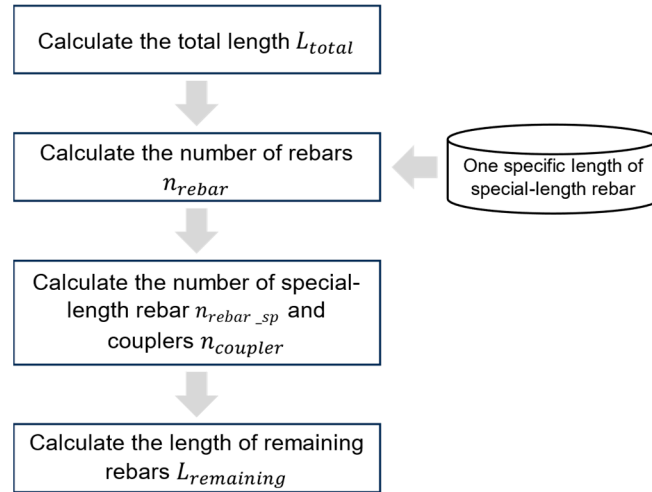 Calculate the total length L_total
Calculate the number of rebars
n_rebar
One specific length of
special-length rebar
Calculate the number of special-
length rebar n_rebar_sp and
couplers n_coupler
Calculate the length of remaining
rebars L_remaining